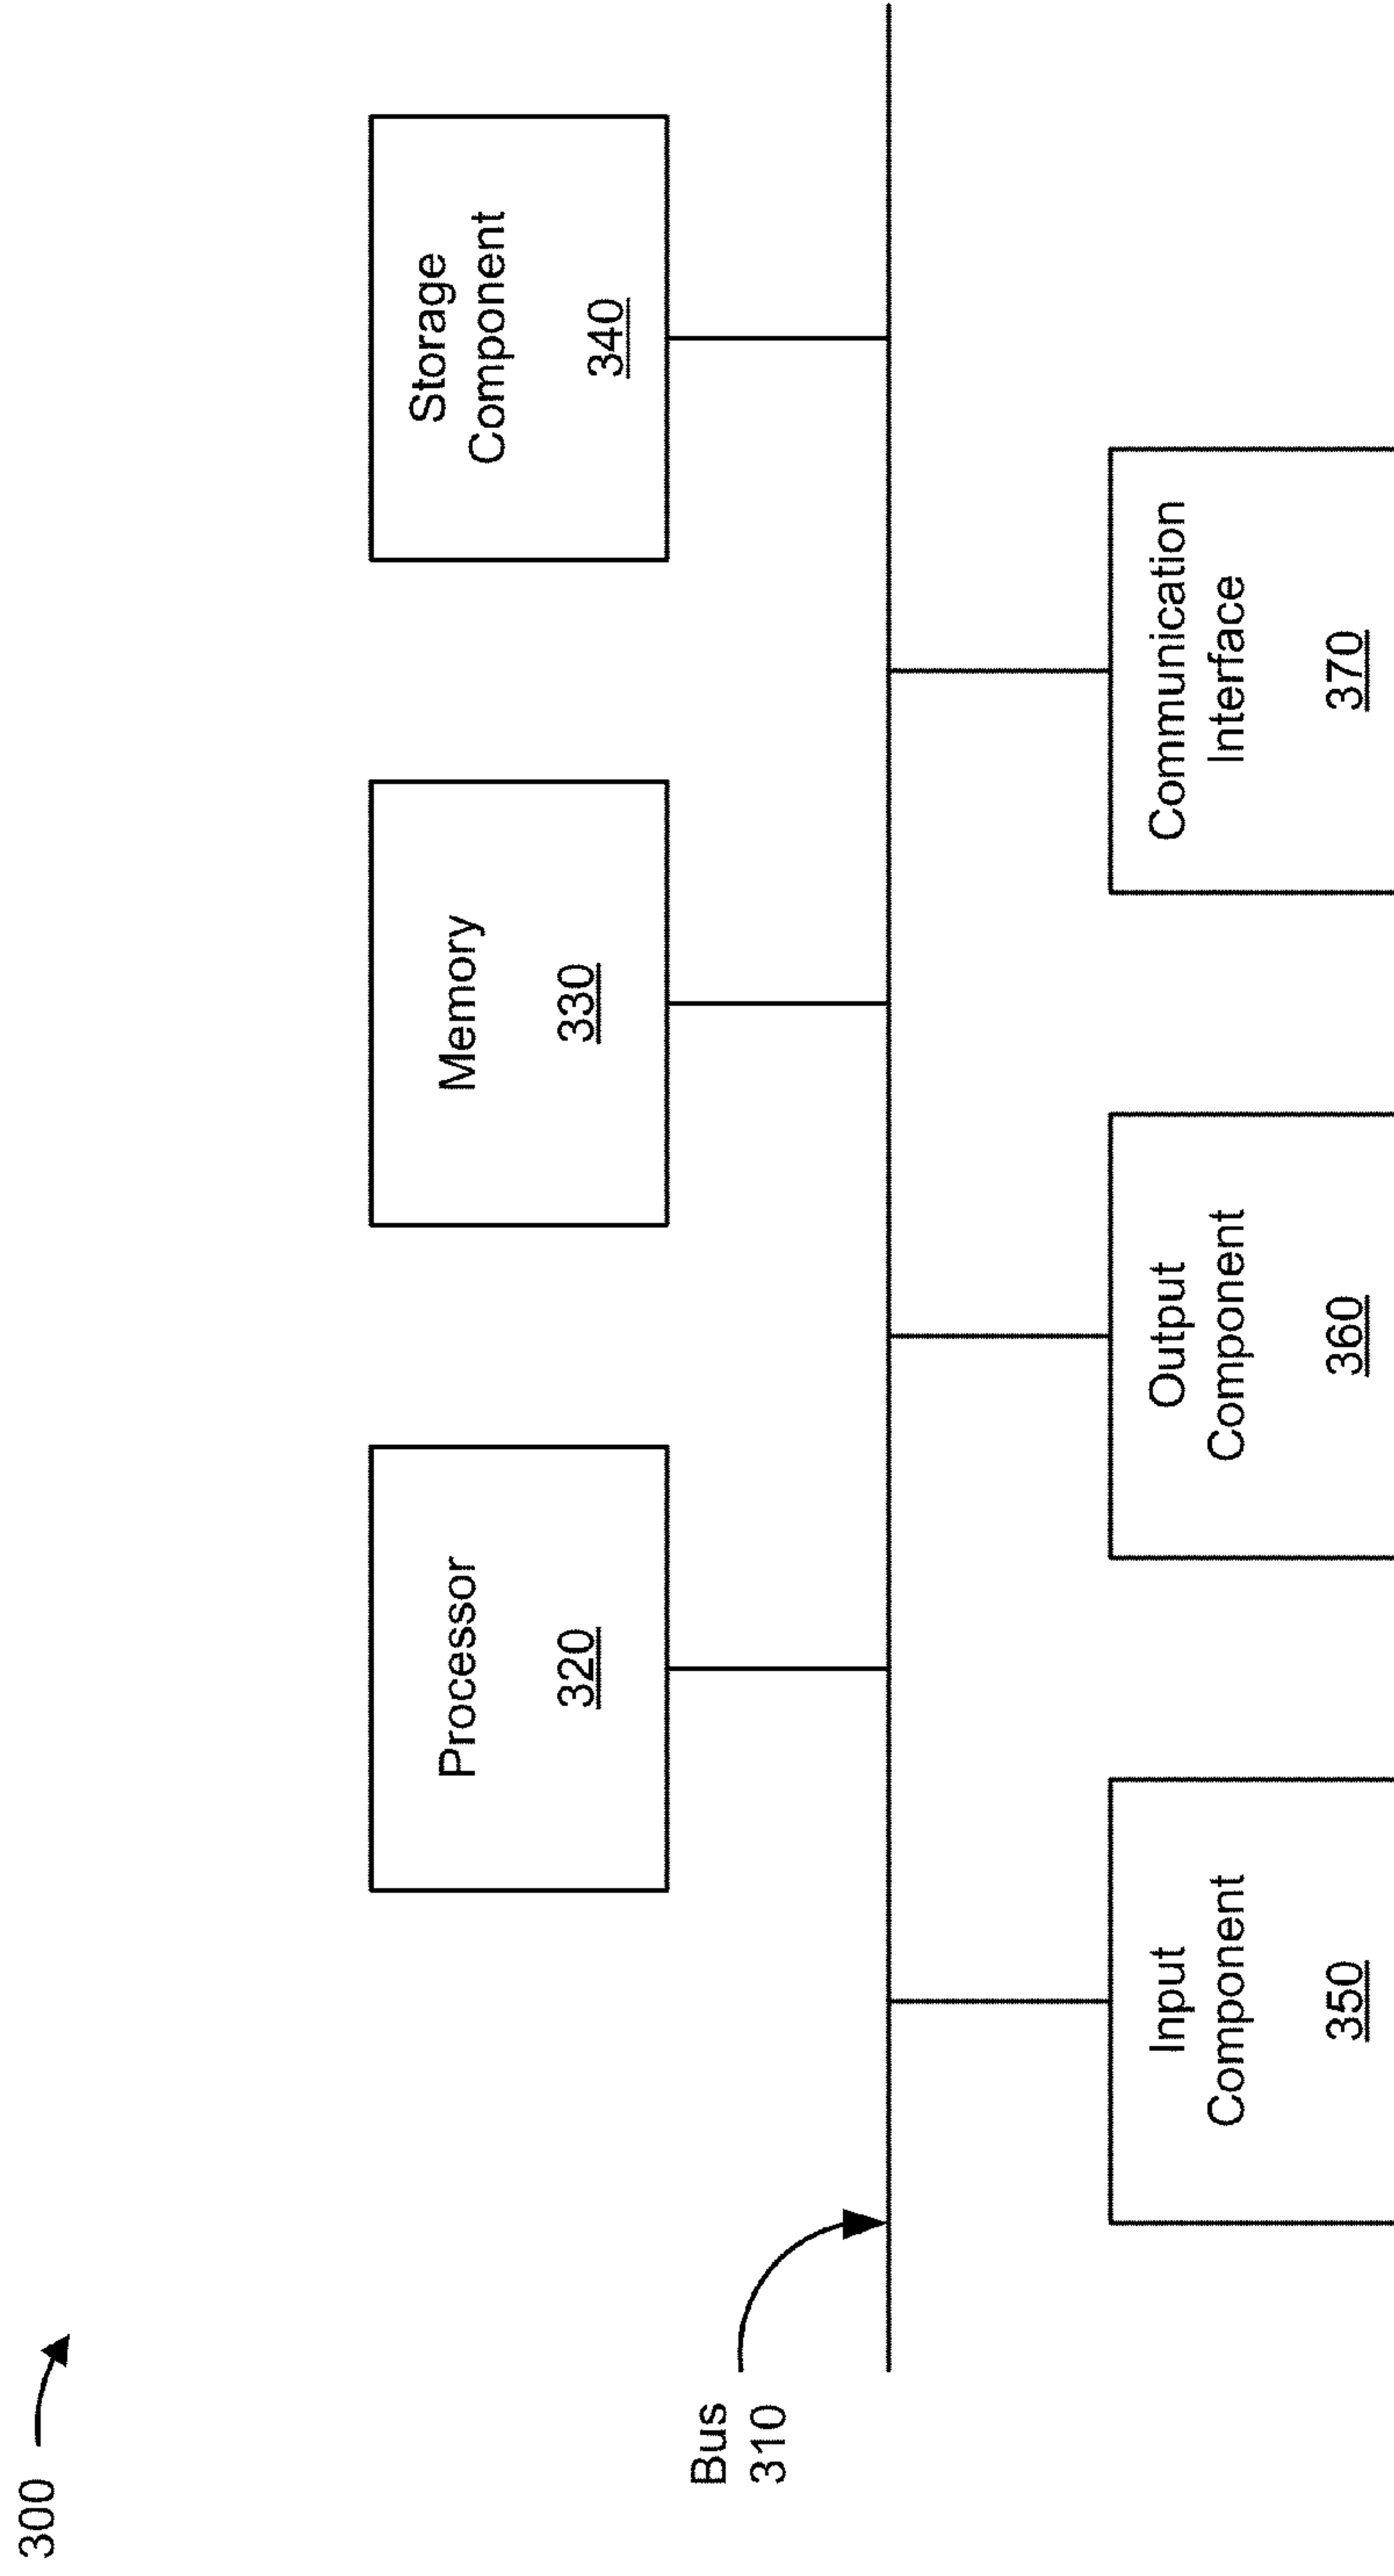 300
Processor
320
Memory
330
Storage
Component
340
Bus
310
Input
Component
350
Output
Component
360
Communication
Interface
370